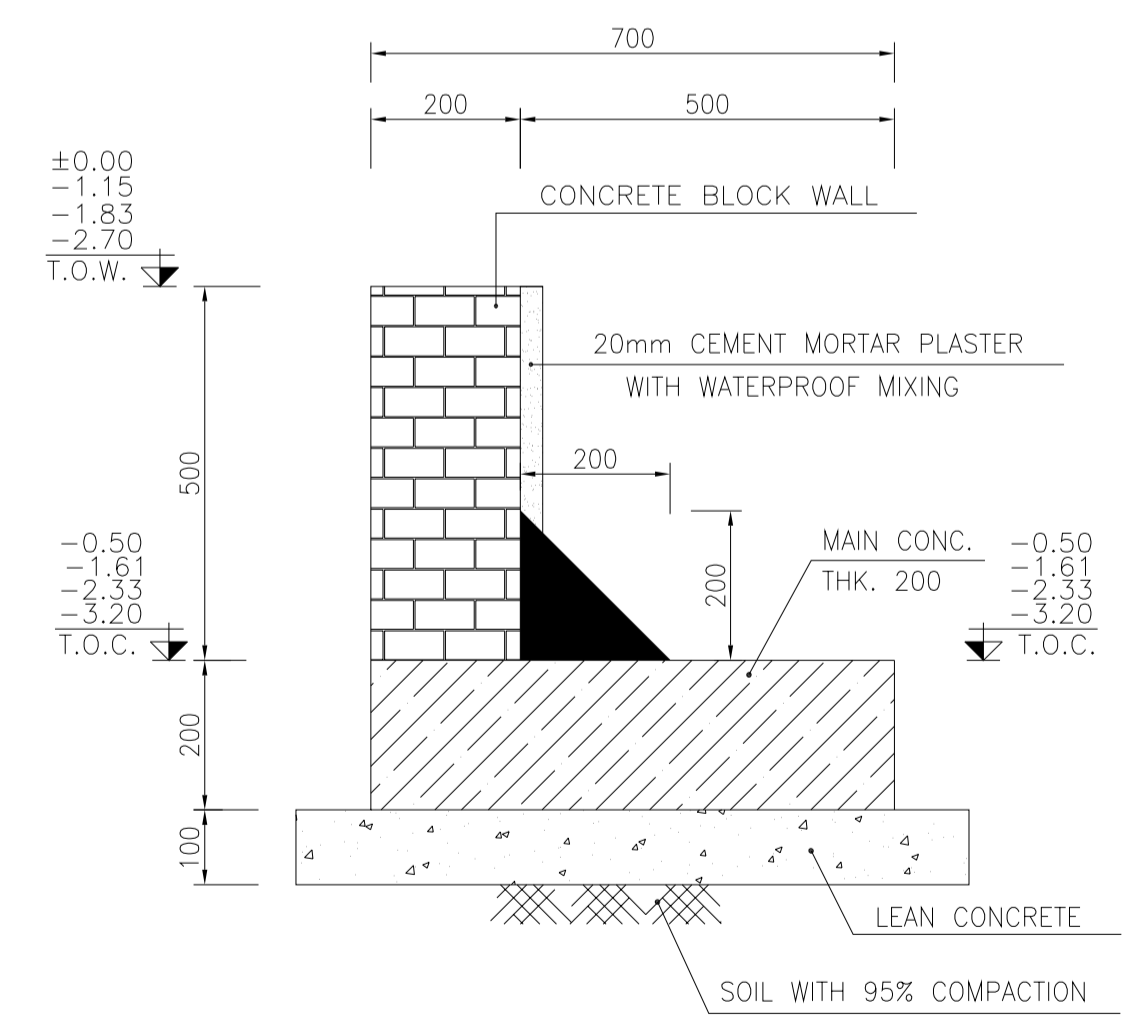 700
200
500
±0.00
-1.15
-1.83
-2.70
T.O.W.
CONCRETE BLOCK WALL
20mm CEMENT MORTAR PLASTER
WITH WATERPROOF MIXING
200
500
200
MAIN CONC.
THK. 200
-0.50
-1.61
-2.33
-3.20
T.O.C.
-0.50
-1.61
-2.33
-3.20
T.O.C.
200
100
LEAN CONCRETE
SOIL WITH 95% COMPACTION